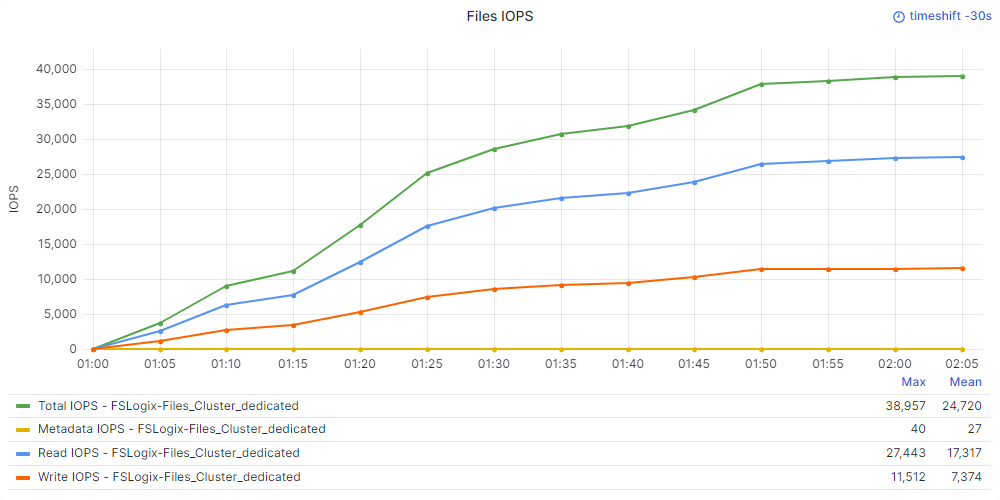 Files IOPS
timeshift -30s
IOPS
40,000
35,000
30,000
25,000
20,000
15,000
10,000
5,000
0
01:00 01:05 01:10 01:15 01:20 01:25 01:30 01:35 01:40 01:45 01:50 01:55 02:00 02:05
Max Mean
Total IOPS - FSLogix-Files_Cluster_dedicated 38,957 24,720
Metadata IOPS - FSLogix-Files_Cluster_dedicated 40 27
Read IOPS - FSLogix-Files_Cluster_dedicated 27,443 17,317
Write IOPS - FSLogix-Files_Cluster_dedicated 11,512 7,374